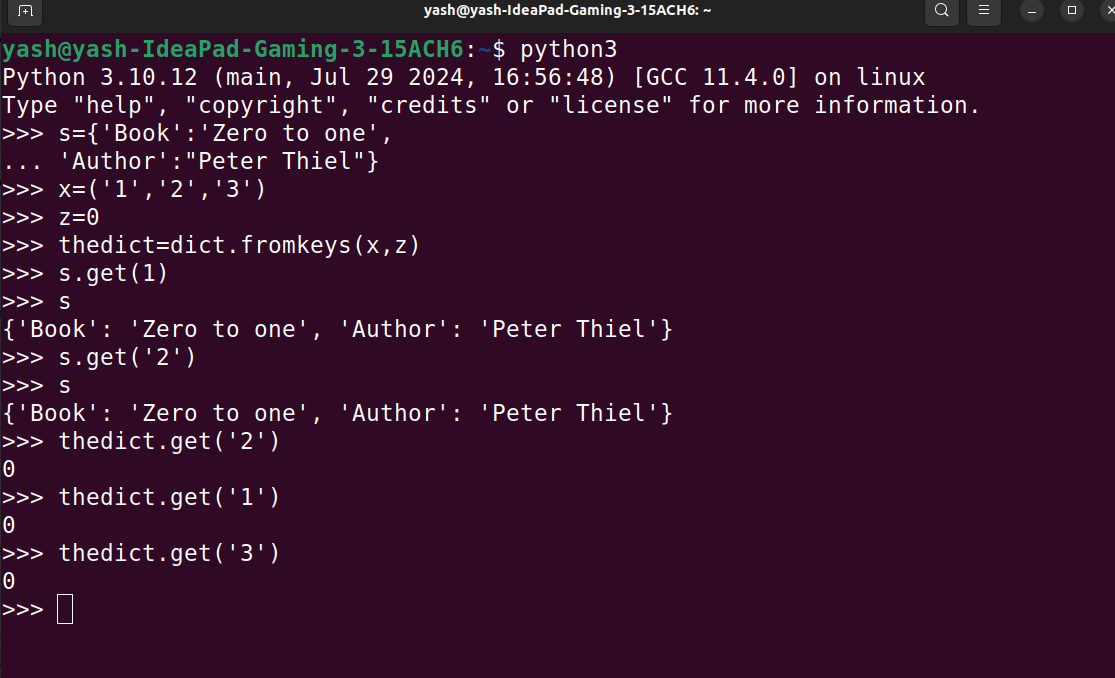 yash@yash-IdeaPad-Gaming-3-15ACH6: ~
yash@yash-IdeaPad-Gaming-3-15ACH6:~$ python3
Python 3.10.12 (main, Jul 29 2024, 16:56:48) [GCC 11.4.0] on linux
Type "help", "copyright", "credits" or "license" for more information.
>>> s={'Book':'Zero to one',
... 'Author':"Peter Thiel"}
>>> x=('1','2','3')
>>> z=0
>>> thedict=dict.fromkeys(x,z)
>>> s.get(1)
>>> s
{'Book': 'Zero to one', 'Author': 'Peter Thiel'}
>>> s.get('2')
>>> s
{'Book': 'Zero to one', 'Author': 'Peter Thiel'}
>>> thedict.get('2')
0
>>> thedict.get('1')
0
>>> thedict.get('3')
0
>>>